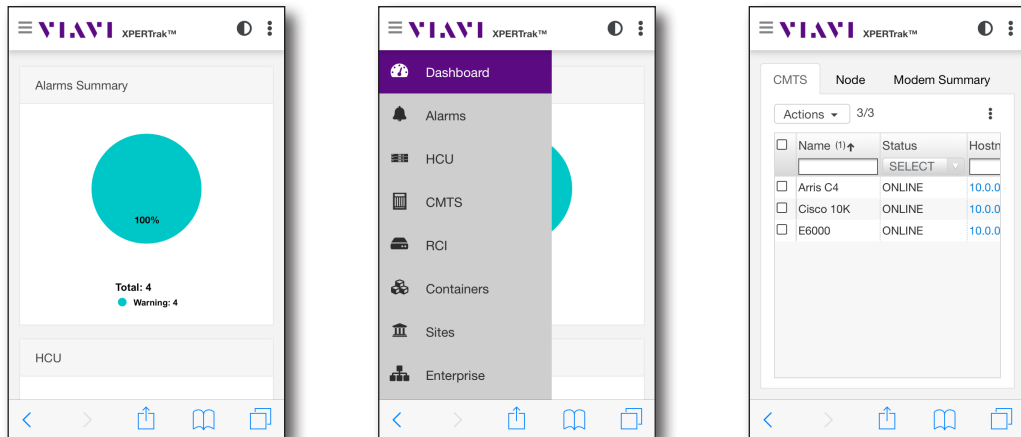 VIAVI XPERTrak™
Alarms Summary
100%
Total: 4
Warning: 4
HCU
VIAVI XPERTrak™
Dashboard
Alarms
HCU
CMTS
RCI
Containers
Sites
Enterprise
VIAVI XPERTrak™
CMTS Node Modem Summary
Actions 3/3
Name (1) Status Hostn
SELECT
Arris C4 ONLINE 10.0.0
Cisco 10K ONLINE 10.0.0
E6000 ONLINE 10.0.0